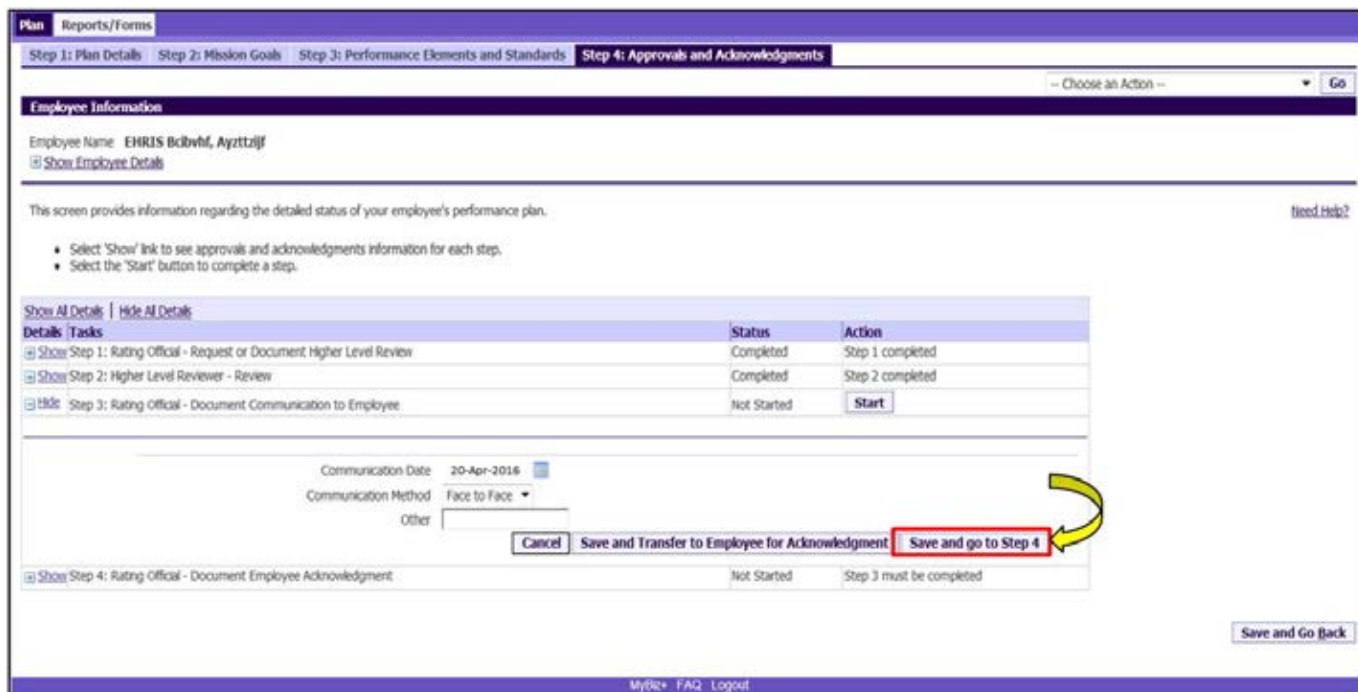 Plan Reports/Forms
Step 1: Plan Details Step 2: Mission Goals Step 3: Performance Elements and Standards Step 4: Approvals and Acknowledgments
-- Choose an Action -- Go
Employee Information
Employee Name EHRIS Bcibvhf, Ayzttzijf
Show Employee Details
This screen provides information regarding the detailed status of your employee's performance plan. Need Help?
• Select 'Show' link to see approvals and acknowledgments information for each step.
• Select the 'Start' button to complete a step.
Show All Details | Hide All Details
Details Tasks Status Action
Show Step 1: Rating Official - Request or Document Higher Level Review Completed Step 1 completed
Show Step 2: Higher Level Reviewer - Review Completed Step 2 completed
Hide Step 3: Rating Official - Document Communication to Employee Not Started Start
Communication Date 20-Apr-2016
Communication Method Face to Face
Other
Cancel Save and Transfer to Employee for Acknowledgment Save and go to Step 4
Show Step 4: Rating Official - Document Employee Acknowledgment Not Started Step 3 must be completed
Save and Go Back
MyBiz+ FAQ Logout